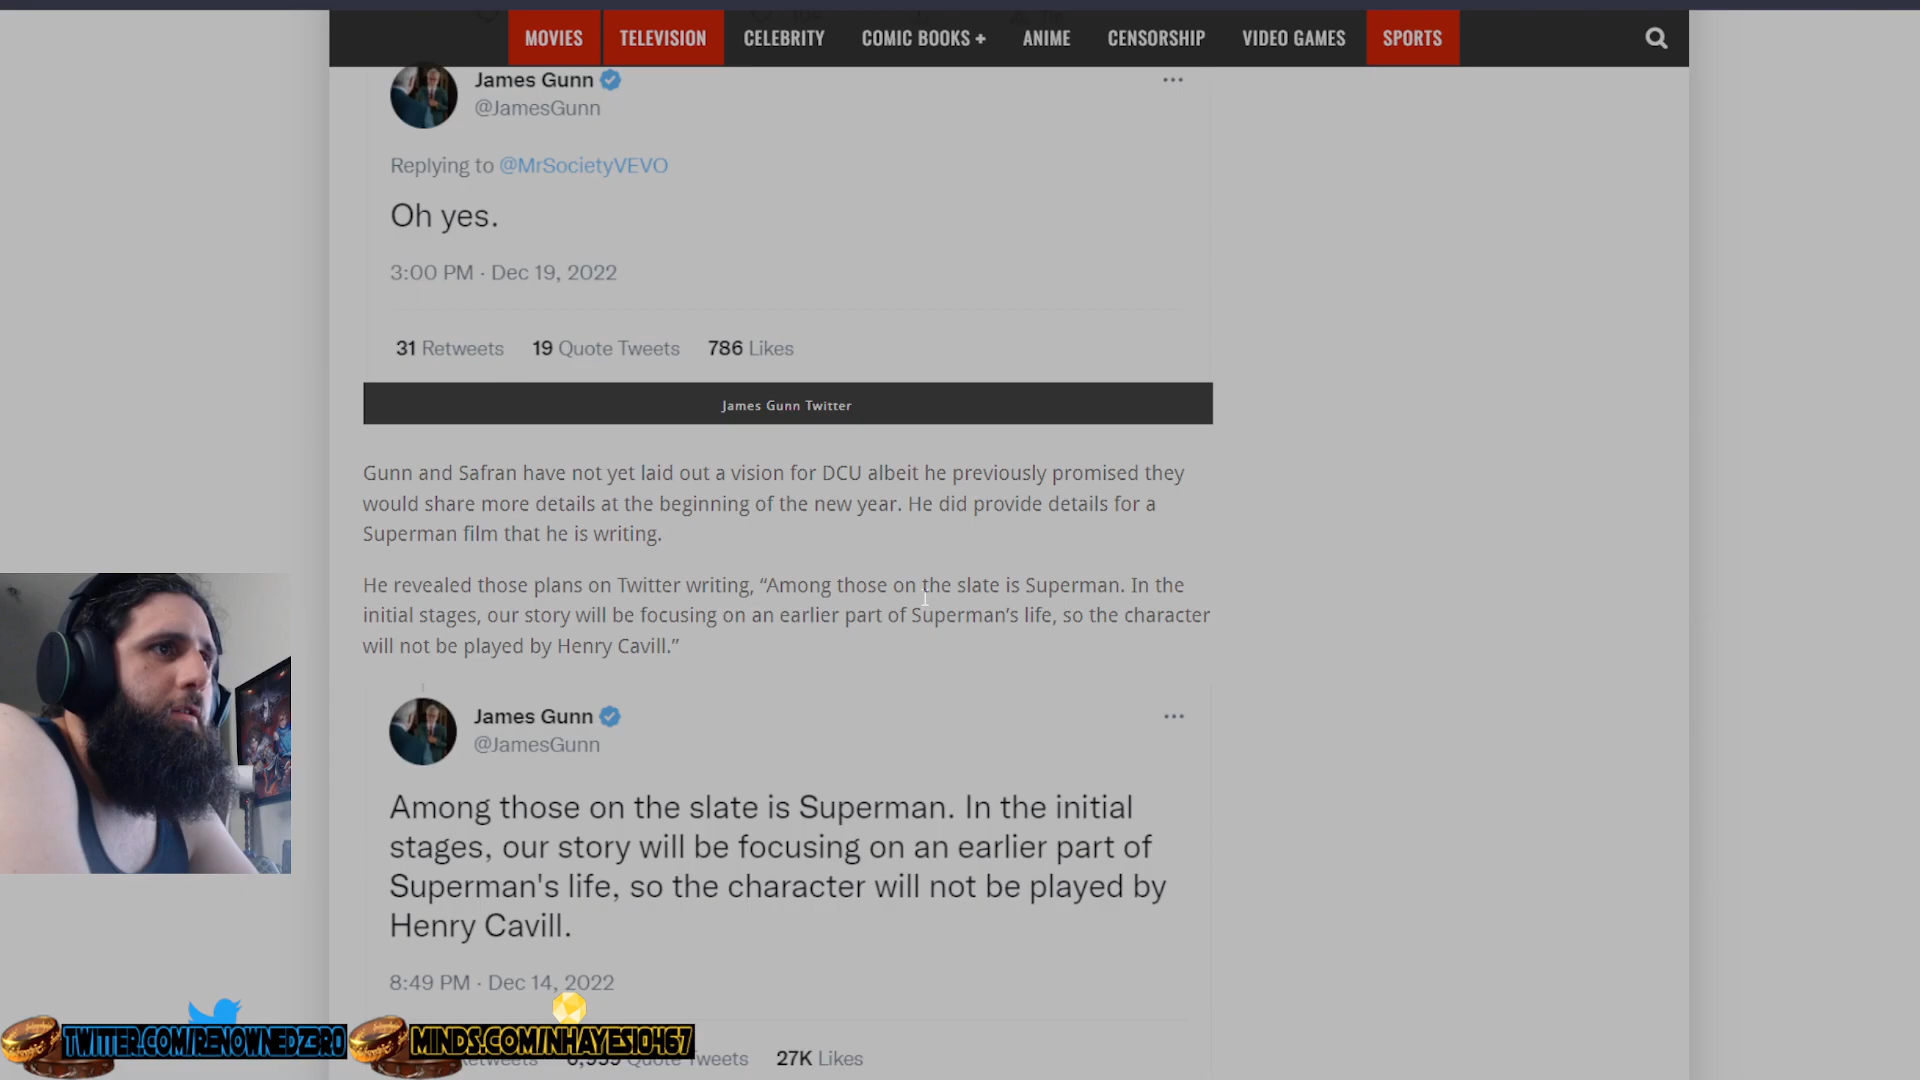 MOVIES TELEVISION CELEBRITY COMIC BOOKS + ANIME CENSORSHIP VIDEO GAMES SPORTS
James Gunn
@JamesGunn
Replying to @MrSocietyVEVO
Oh yes.
3:00 PM · Dec 19, 2022
31 Retweets 19 Quote Tweets 786 Likes
James Gunn Twitter
Gunn and Safran have not yet laid out a vision for DCU albeit he previously promised they
would share more details at the beginning of the new year. He did provide details for a
Superman film that he is writing.
He revealed those plans on Twitter writing, “Among those on the slate is Superman. In the
initial stages, our story will be focusing on an earlier part of Superman’s life, so the character
will not be played by Henry Cavill.”
James Gunn
@JamesGunn
Among those on the slate is Superman. In the initial
stages, our story will be focusing on an earlier part of
Superman's life, so the character will not be played by
Henry Cavill.
8:49 PM · Dec 14, 2022
Quote Tweets 27K Likes
TWITTER.COM/RENOWNEDZ3R0 MINDS.COM/NHAYES10467